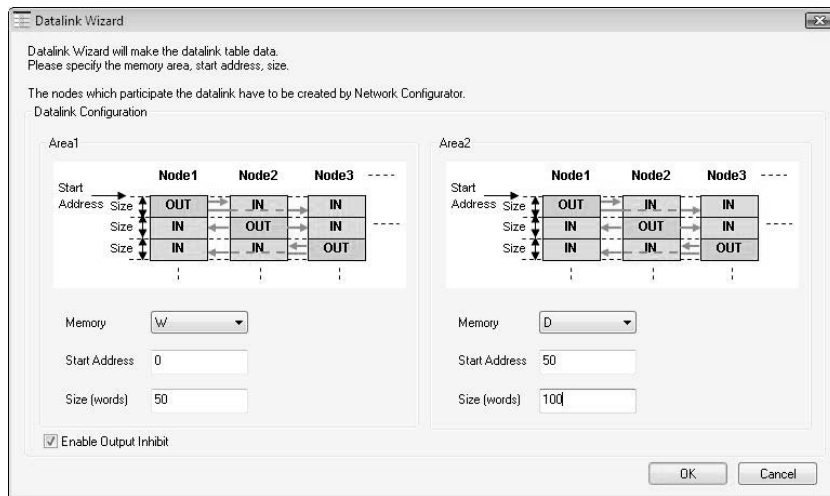 Datalink Wizard
Datalink Wizard will make the datalink table data.
Please specify the memory area, start address, size.
The nodes which participate the datalink have to be created by Network Configurator.
Datalink Configuration
Area1
Node1 Node2 Node3
Start
Address Size OUT IN IN
Size IN OUT IN
Size IN IN OUT
Memory W
Start Address 0
Size (words) 50
Area2
Node1 Node2 Node3
Start
Address Size OUT IN IN
Size IN OUT IN
Size IN IN OUT
Memory D
Start Address 50
Size (words) 100
Enable Output Inhibit
OK Cancel